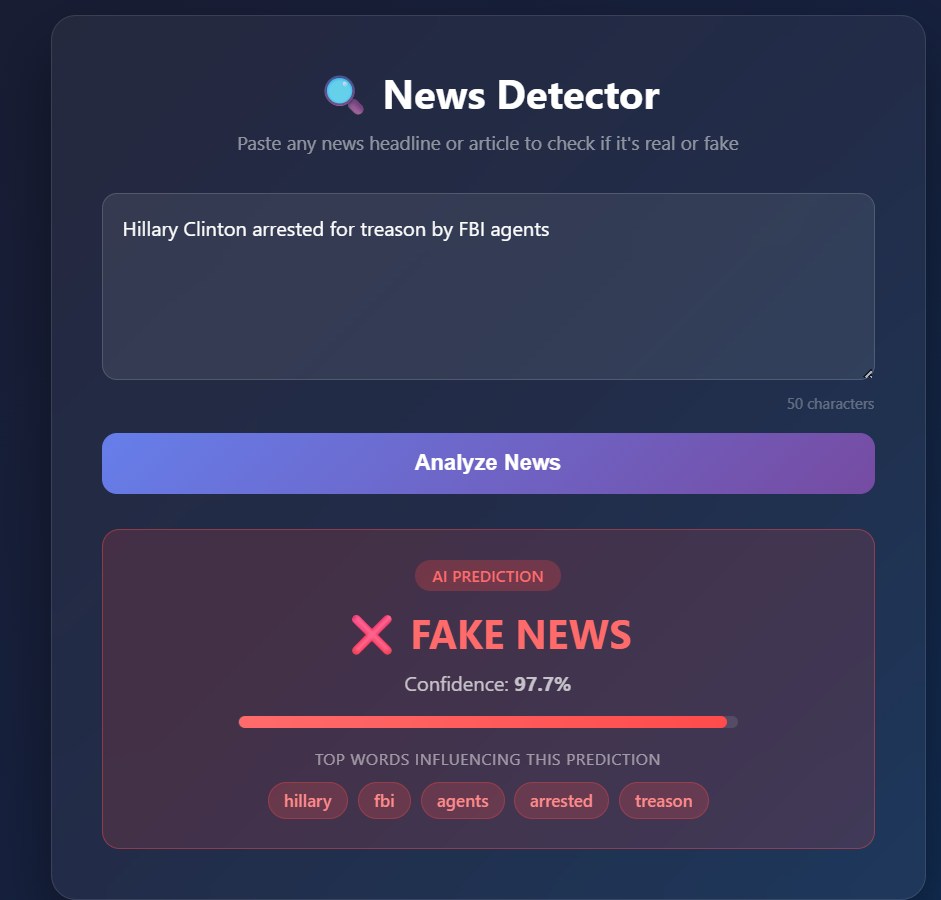 🔍 News Detector
Paste any news headline or article to check if it's real or fake
Hillary Clinton arrested for treason by FBI agents
50 characters
Analyze News
AI PREDICTION
❌ FAKE NEWS
Confidence: 97.7%
TOP WORDS INFLUENCING THIS PREDICTION
hillary fbi agents arrested treason